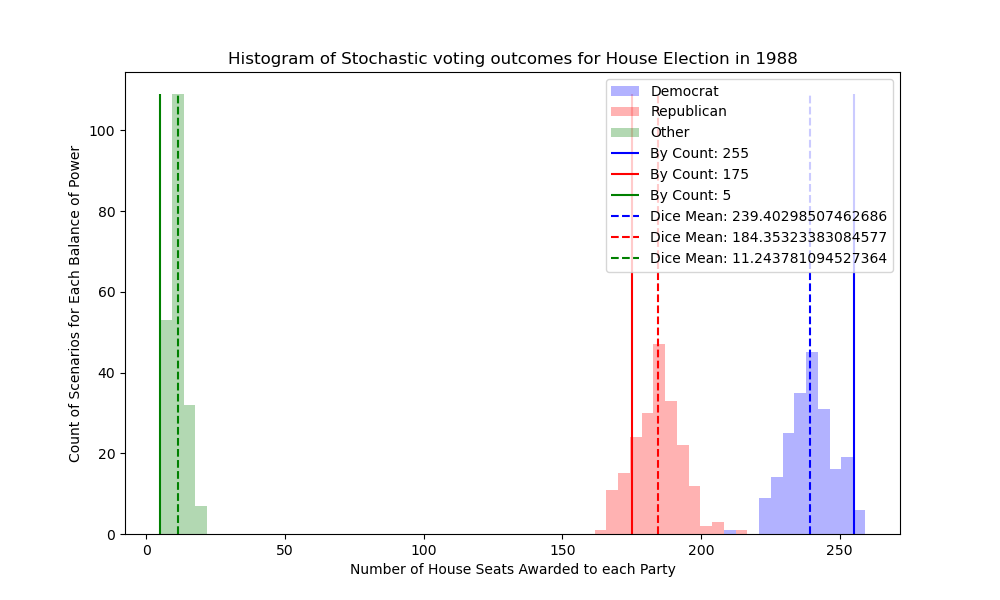 Histogram of Stochastic voting outcomes for House Election in 1988
Democrat
Republican
Other
By Count: 255
By Count: 175
By Count: 5
Dice Mean: 239.40298507462686
Dice Mean: 184.35323383084577
Dice Mean: 11.243781094527364
Count of Scenarios for Each Balance of Power
100
80
60
40
20
0
0 50 100 150 200 250
Number of House Seats Awarded to each Party